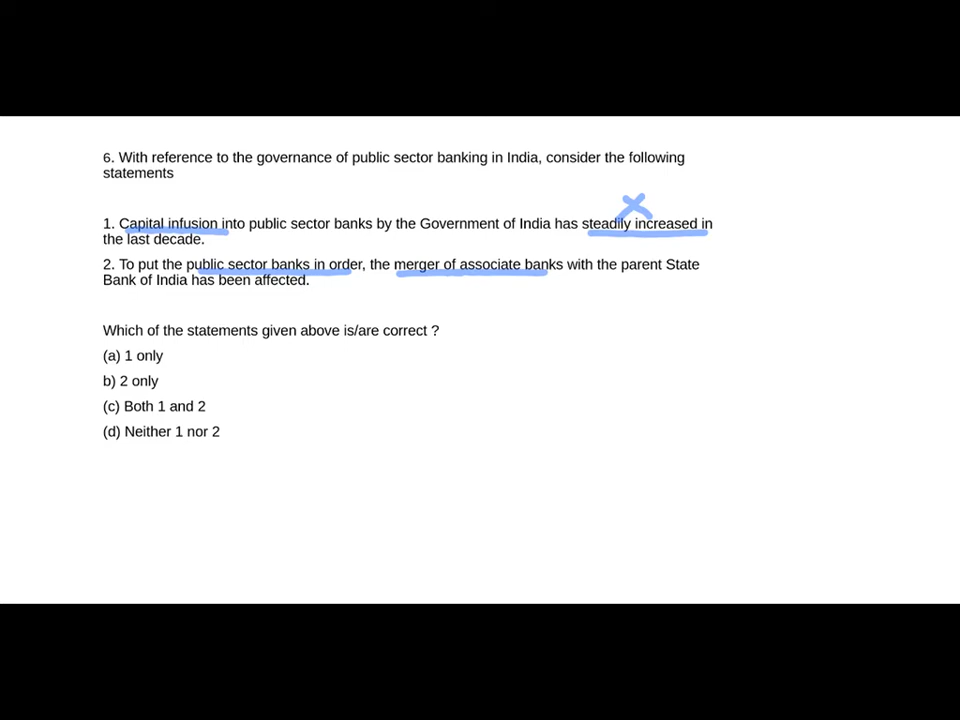 6. With reference to the governance of public sector banking in India, consider the following
statements
1. Capital infusion into public sector banks by the Government of India has steadily increased in
the last decade.
2. To put the public sector banks in order, the merger of associate banks with the parent State
Bank of India has been affected.
Which of the statements given above is/are correct ?
(a) 1 only
b) 2 only
(c) Both 1 and 2
(d) Neither 1 nor 2